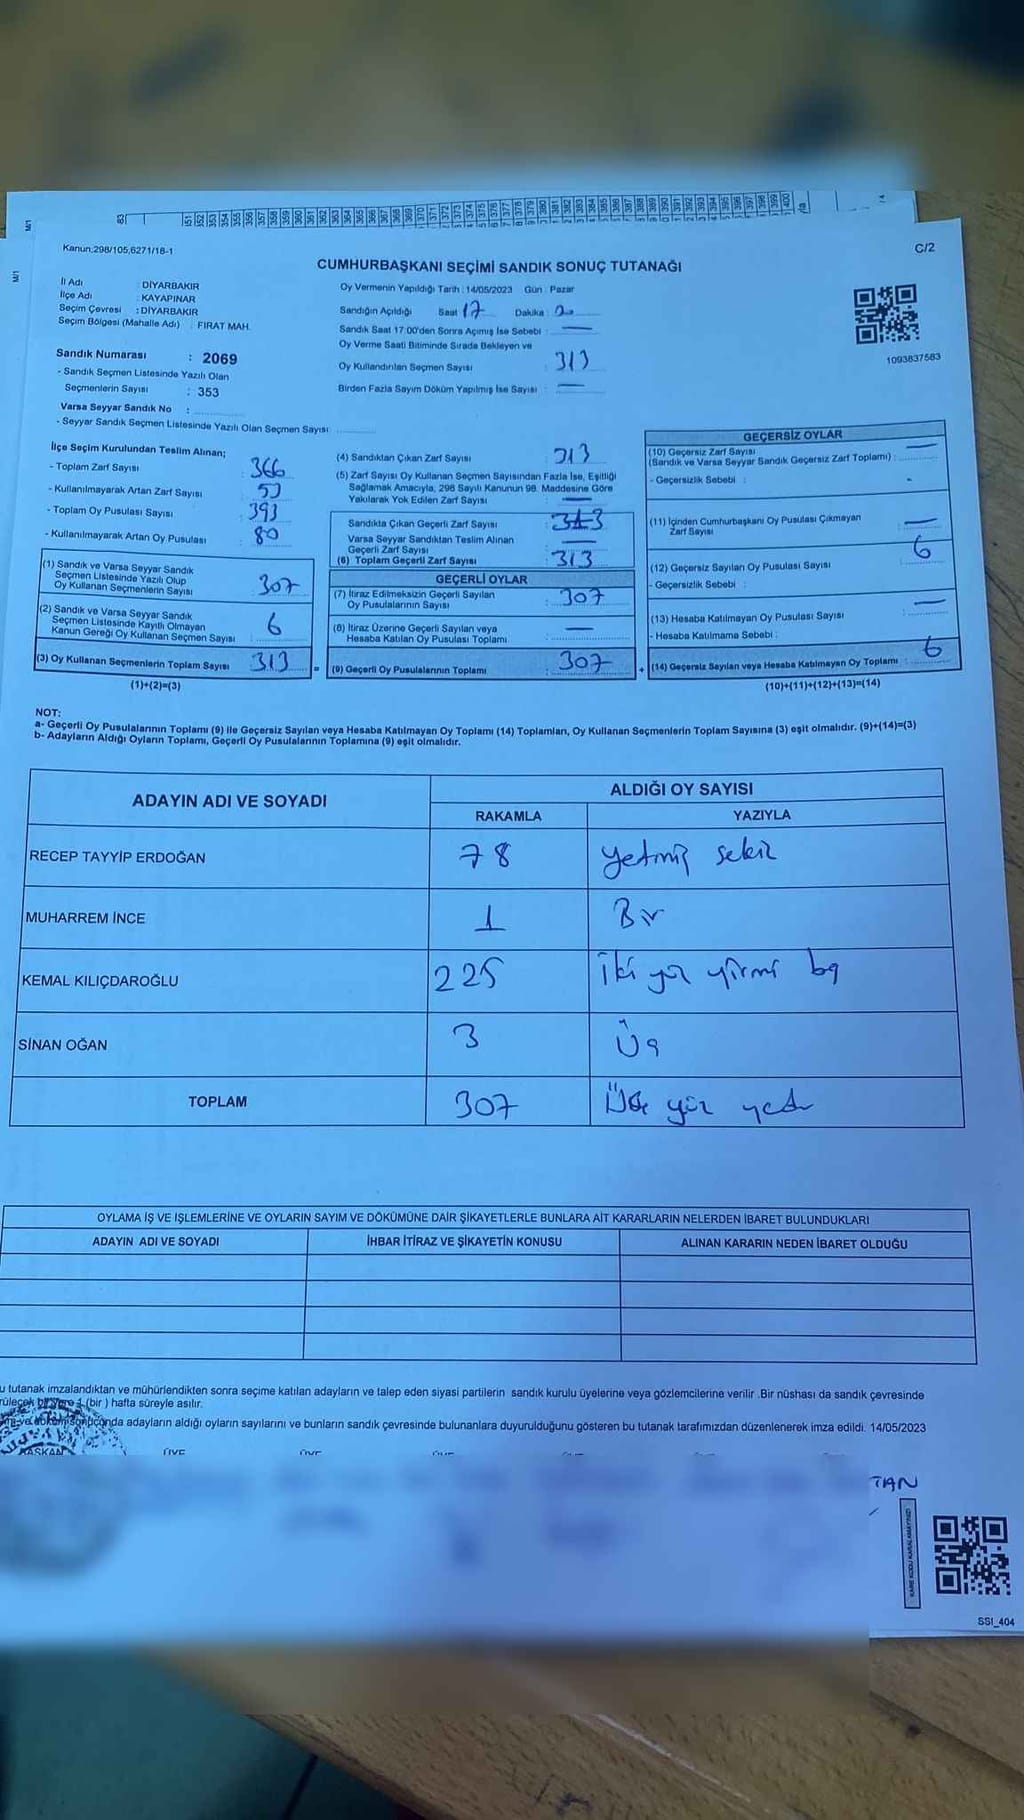 Kanun;298/105,6271/18-1
C/2
CUMHURBAŞKANI SEÇİMİ SANDIK SONUÇ TUTANAĞI
İl Adı : DİYARBAKIR
İlçe Adı : KAYAPINAR
Seçim Çevresi : DİYARBAKIR
Seçim Bölgesi (Mahalle Adı) : FIRAT MAH.
Sandık Numarası : 2069
- Sandık Seçmen Listesinde Yazılı Olan
Seçmenlerin Sayısı : 353
Varsa Seyyar Sandık No :
- Seyyar Sandık Seçmen Listesinde Yazılı Olan Seçmen Sayısı:
Oy Vermenin Yapıldığı Tarih : 14/05/2023 Gün : Pazar
Sandığın Açıldığı Saat 17 Dakika :
Sandık Saat 17:00'den Sonra Açımış İse Sebebi : —
Oy Verme Saati Bitiminde Sırada Bekleyen ve
Oy Kullandırılan Seçmen Sayısı 313
Birden Fazla Sayım Döküm Yapılmış İse Sayısı : —
1093837583
İlçe Seçim Kurulundan Teslim Alınan;
- Toplam Zarf Sayısı 366
- Kullanılmayarak Artan Zarf Sayısı 53
- Toplam Oy Pusulası Sayısı 393
- Kullanılmayarak Artan Oy Pusulası 80
(1) Sandık ve Varsa Seyyar Sandık
Seçmen Listesinde Yazılı Olup
Oy Kullanan Seçmenlerin Sayısı 307
(2) Sandık ve Varsa Seyyar Sandık
Seçmen Listesinde Kayıtlı Olmayan
Kanun Gereği Oy Kullanan Seçmen Sayısı 6
(3) Oy Kullanan Seçmenlerin Toplam Sayısı 313
(1)+(2)=(3)
(4) Sandıktan Çıkan Zarf Sayısı 313
(5) Zarf Sayısı Oy Kullanan Seçmen Sayısından Fazla İse, Eşitliği
Sağlamak Amacıyla, 298 Sayılı Kanunun 98. Maddesine Göre
Yakılarak Yok Edilen Zarf Sayısı —
Sandıkta Çıkan Geçerli Zarf Sayısı : 313
Varsa Seyyar Sandıktan Teslim Alınan
Geçerli Zarf Sayısı —
(6) Toplam Geçerli Zarf Sayısı : 313
GEÇERLİ OYLAR
(7) İtiraz Edilmeksizin Geçerli Sayılan
Oy Pusulalarının Sayısı : 307
(8) İtiraz Üzerine Geçerli Sayılan veya
Hesaba Katılan Oy Pusulası Toplamı —
(9) Geçerli Oy Pusulalarının Toplamı : 307
=
+
GEÇERSİZ OYLAR
(10) Geçersiz Zarf Sayısı
(Sandık ve Varsa Seyyar Sandık Geçersiz Zarf Toplamı) : —
- Geçersizlik Sebebi : -
(11) İçinden Cumhurbaşkanı Oy Pusulası Çıkmayan
Zarf Sayısı —
(12) Geçersiz Sayılan Oy Pusulası Sayısı 6
- Geçersizlik Sebebi :
(13) Hesaba Katılmayan Oy Pusulası Sayısı —
- Hesaba Katılmama Sebebi :
(14) Geçersiz Sayılan veya Hesaba Katılmayan Oy Toplamı : 6
(10)+(11)+(12)+(13)=(14)
NOT:
a- Geçerli Oy Pusulalarının Toplamı (9) ile Geçersiz Sayılan veya Hesaba Katılmayan Oy Toplamı (14) Toplamları, Oy Kullanan Seçmenlerin Toplam Sayısına (3) eşit olmalıdır. (9)+(14)=(3)
b- Adayların Aldığı Oyların Toplamı, Geçerli Oy Pusulalarının Toplamına (9) eşit olmalıdır.
ADAYIN ADI VE SOYADI
ALDIĞI OY SAYISI
RAKAMLA YAZIYLA
RECEP TAYYİP ERDOĞAN 78 yetmiş sekiz
MUHARREM İNCE 1 Bir
KEMAL KILIÇDAROĞLU 225 İki yüz yirmi beş
SİNAN OĞAN 3 Üç
TOPLAM 307 Üç yüz yedi
OYLAMA İŞ VE İŞLEMLERİNE VE OYLARIN SAYIM VE DÖKÜMÜNE DAİR ŞİKAYETLERLE BUNLARA AİT KARARLARIN NELERDEN İBARET BULUNDUKLARI
ADAYIN ADI VE SOYADI İHBAR İTİRAZ VE ŞİKAYETİN KONUSU ALINAN KARARIN NEDEN İBARET OLDUĞU
u tutanak imzalandıktan ve mühürlendikten sonra seçime katılan adayların ve talep eden siyasi partilerin sandık kurulu üyelerine veya gözlemcilerine verilir .Bir nüshası da sandık çevresinde
rülecek bir yere 1 (bir ) hafta süreyle asılır.
adayların aldığı oyların sayılarını ve bunların sandık çevresinde bulunanlara duyurulduğunu gösteren bu tutanak tarafımızdan düzenlenerek imza edildi. 14/05/2023
BAŞKAN ÜYE ÜYE
TAN
KARE KODU KARALAMAYINIZ!
SSI_404